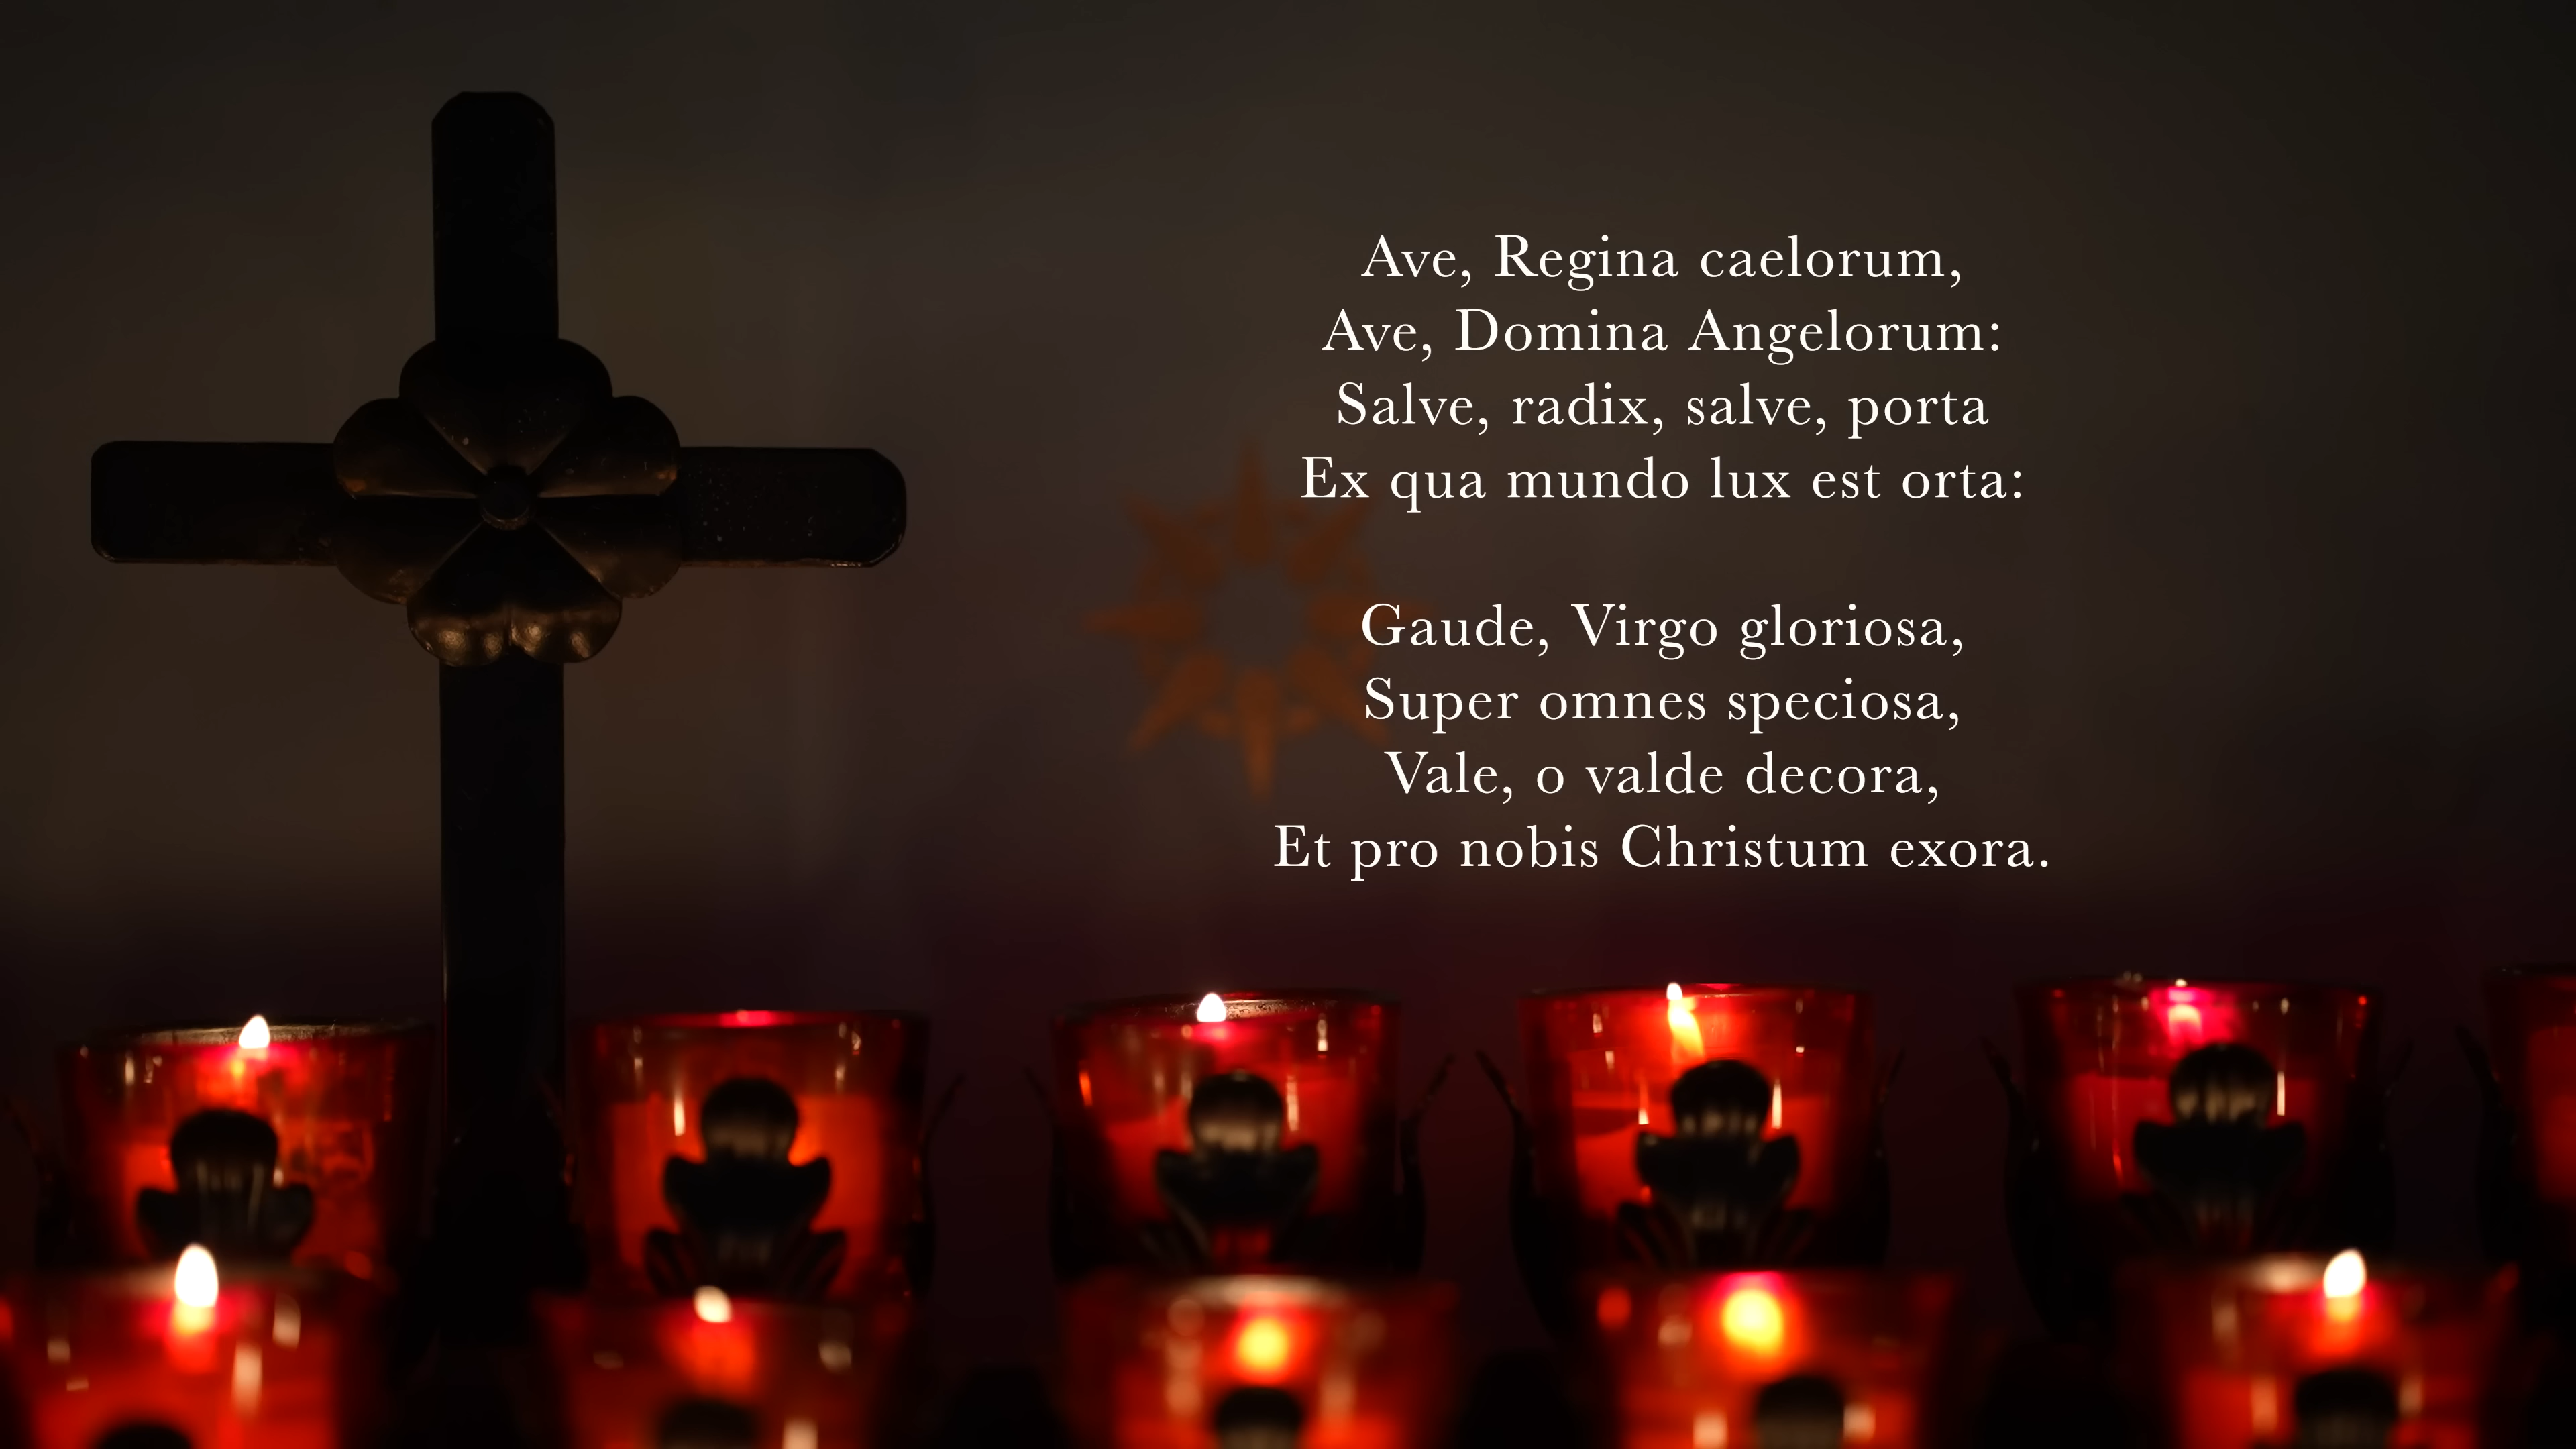 Ave, Regina caelorum,
Ave, Domina Angelorum:
Salve, radix, salve, porta
Ex qua mundo lux est orta:
Gaude, Virgo gloriosa,
Super omnes speciosa,
Vale, o valde decora,
Et pro nobis Christum exora.